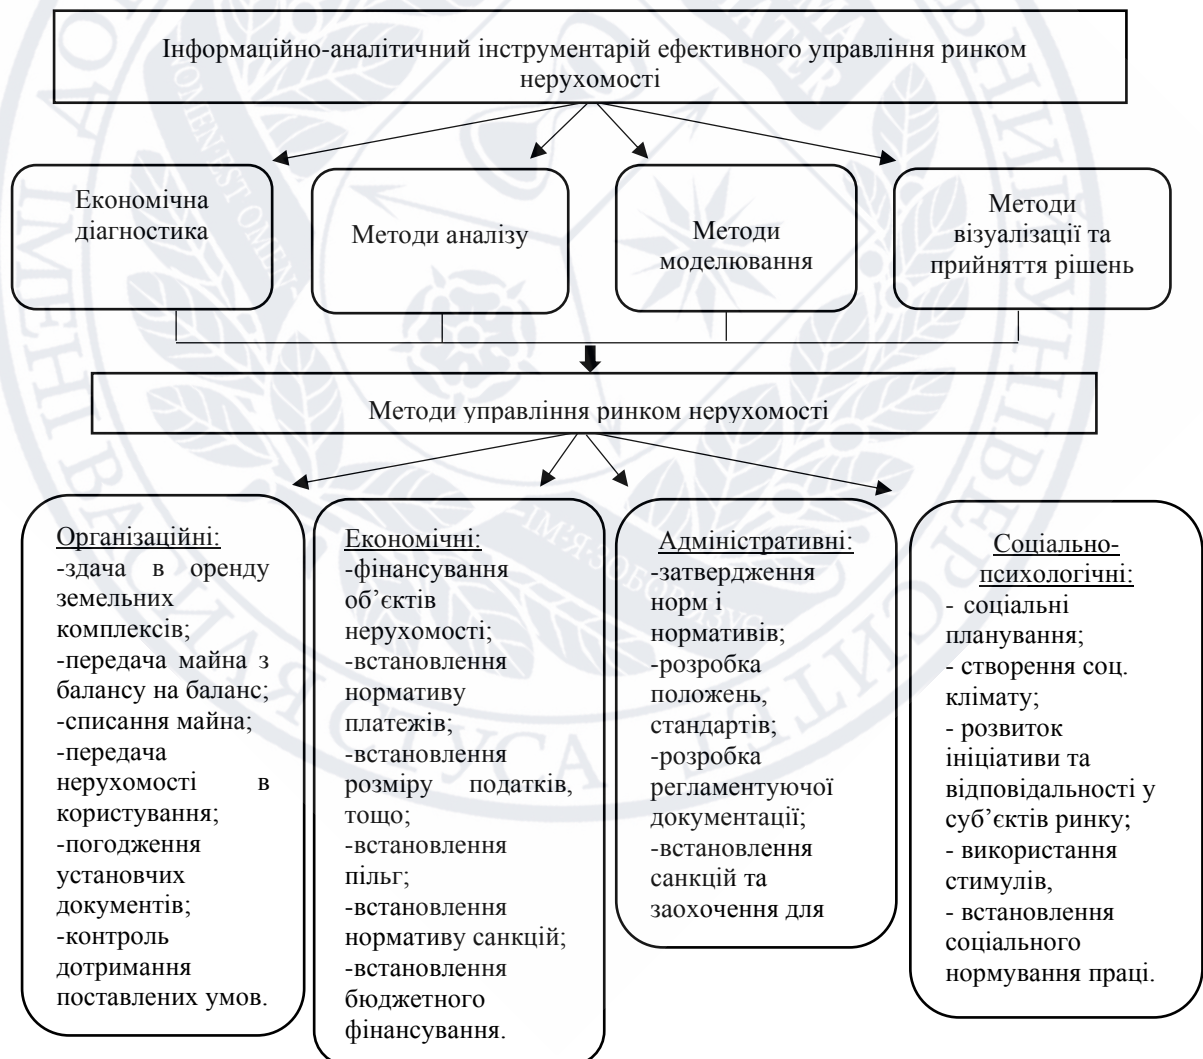 Інформаційно-аналітичний інструментарій ефективного управління ринком
нерухомості
Економічна
діагностика
Методи аналізу
Методи
моделювання
Методи
візуалізації та
прийняття рішень
Методи управління ринком нерухомості
Організаційні:
-здача в оренду
земельних
комплексів;
-передача майна з
балансу на баланс;
-списання майна;
-передача
нерухомості в
користування;
-погодження
установчих
документів;
-контроль
дотримання
поставлених умов.
Економічні:
-фінансування
об’єктів
нерухомості;
-встановлення
нормативу
платежів;
-встановлення
розміру податків,
тощо;
-встановлення
пільг;
-встановлення
нормативу санкцій;
-встановлення
бюджетного
фінансування.
Адміністративні:
-затвердження
норм і
нормативів;
-розробка
положень,
стандартів;
-розробка
регламентуючої
документації;
-встановлення
санкцій та
заохочення для
Соціально-
психологічні:
- соціальні
планування;
- створення соц.
клімату;
- розвиток
ініціативи та
відповідальності у
суб’єктів ринку;
- використання
стимулів,
- встановлення
соціального
нормування праці.
ІМЕНІ ВАСИЛЯ СТУСА